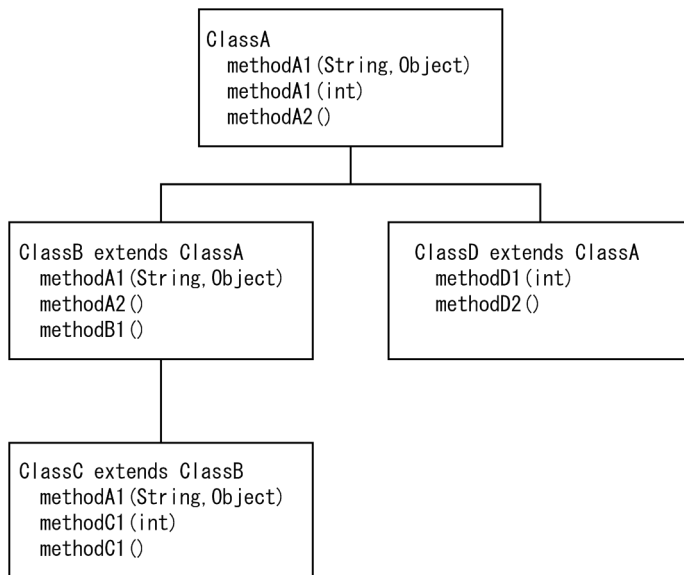 ClassA
methodA1(String,Object)
methodA1(int)
methodA2()
ClassB extends ClassA
methodA1(String,Object)
methodA2()
methodB1()
ClassD extends ClassA
methodD1(int)
methodD2()
ClassC extends ClassB
methodA1(String,Object)
methodC1(int)
methodC1()